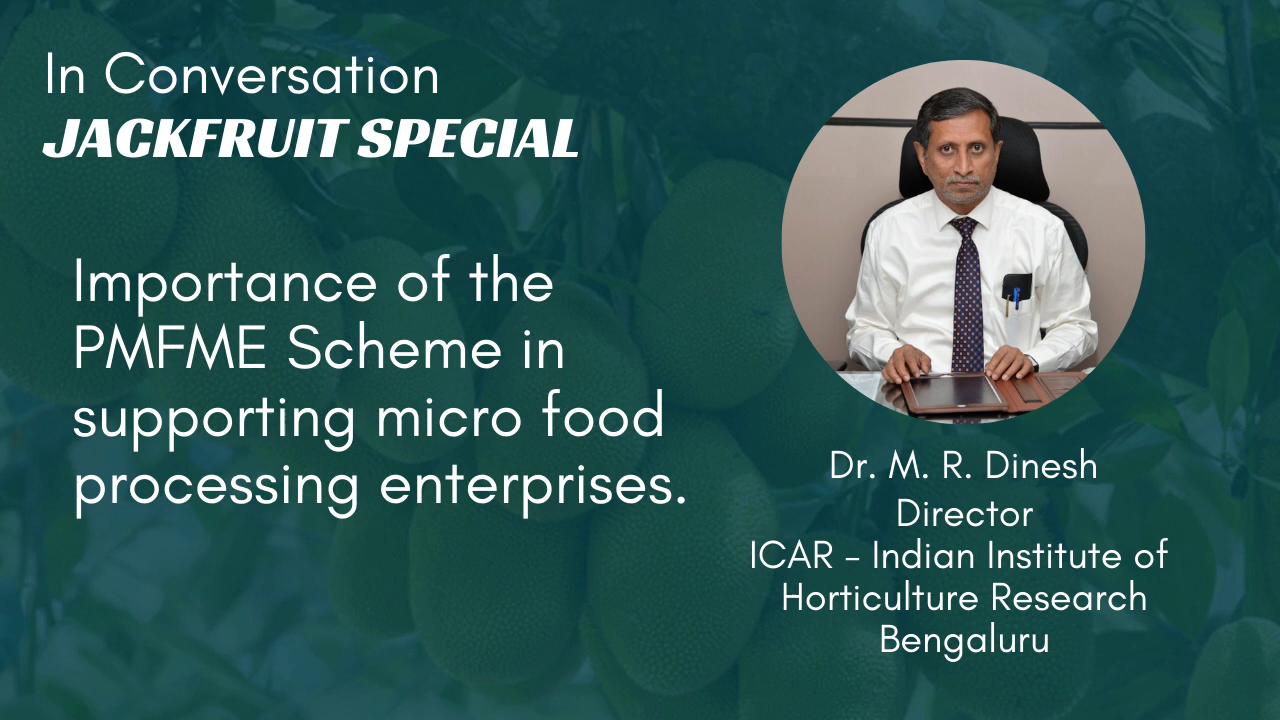 In Conversation
JACKFRUIT SPECIAL
Importance of the
PMFME Scheme in
supporting micro food
processing enterprises.
Dr. M. R. Dinesh
Director
ICAR – Indian Institute of
Horticulture Research
Bengaluru